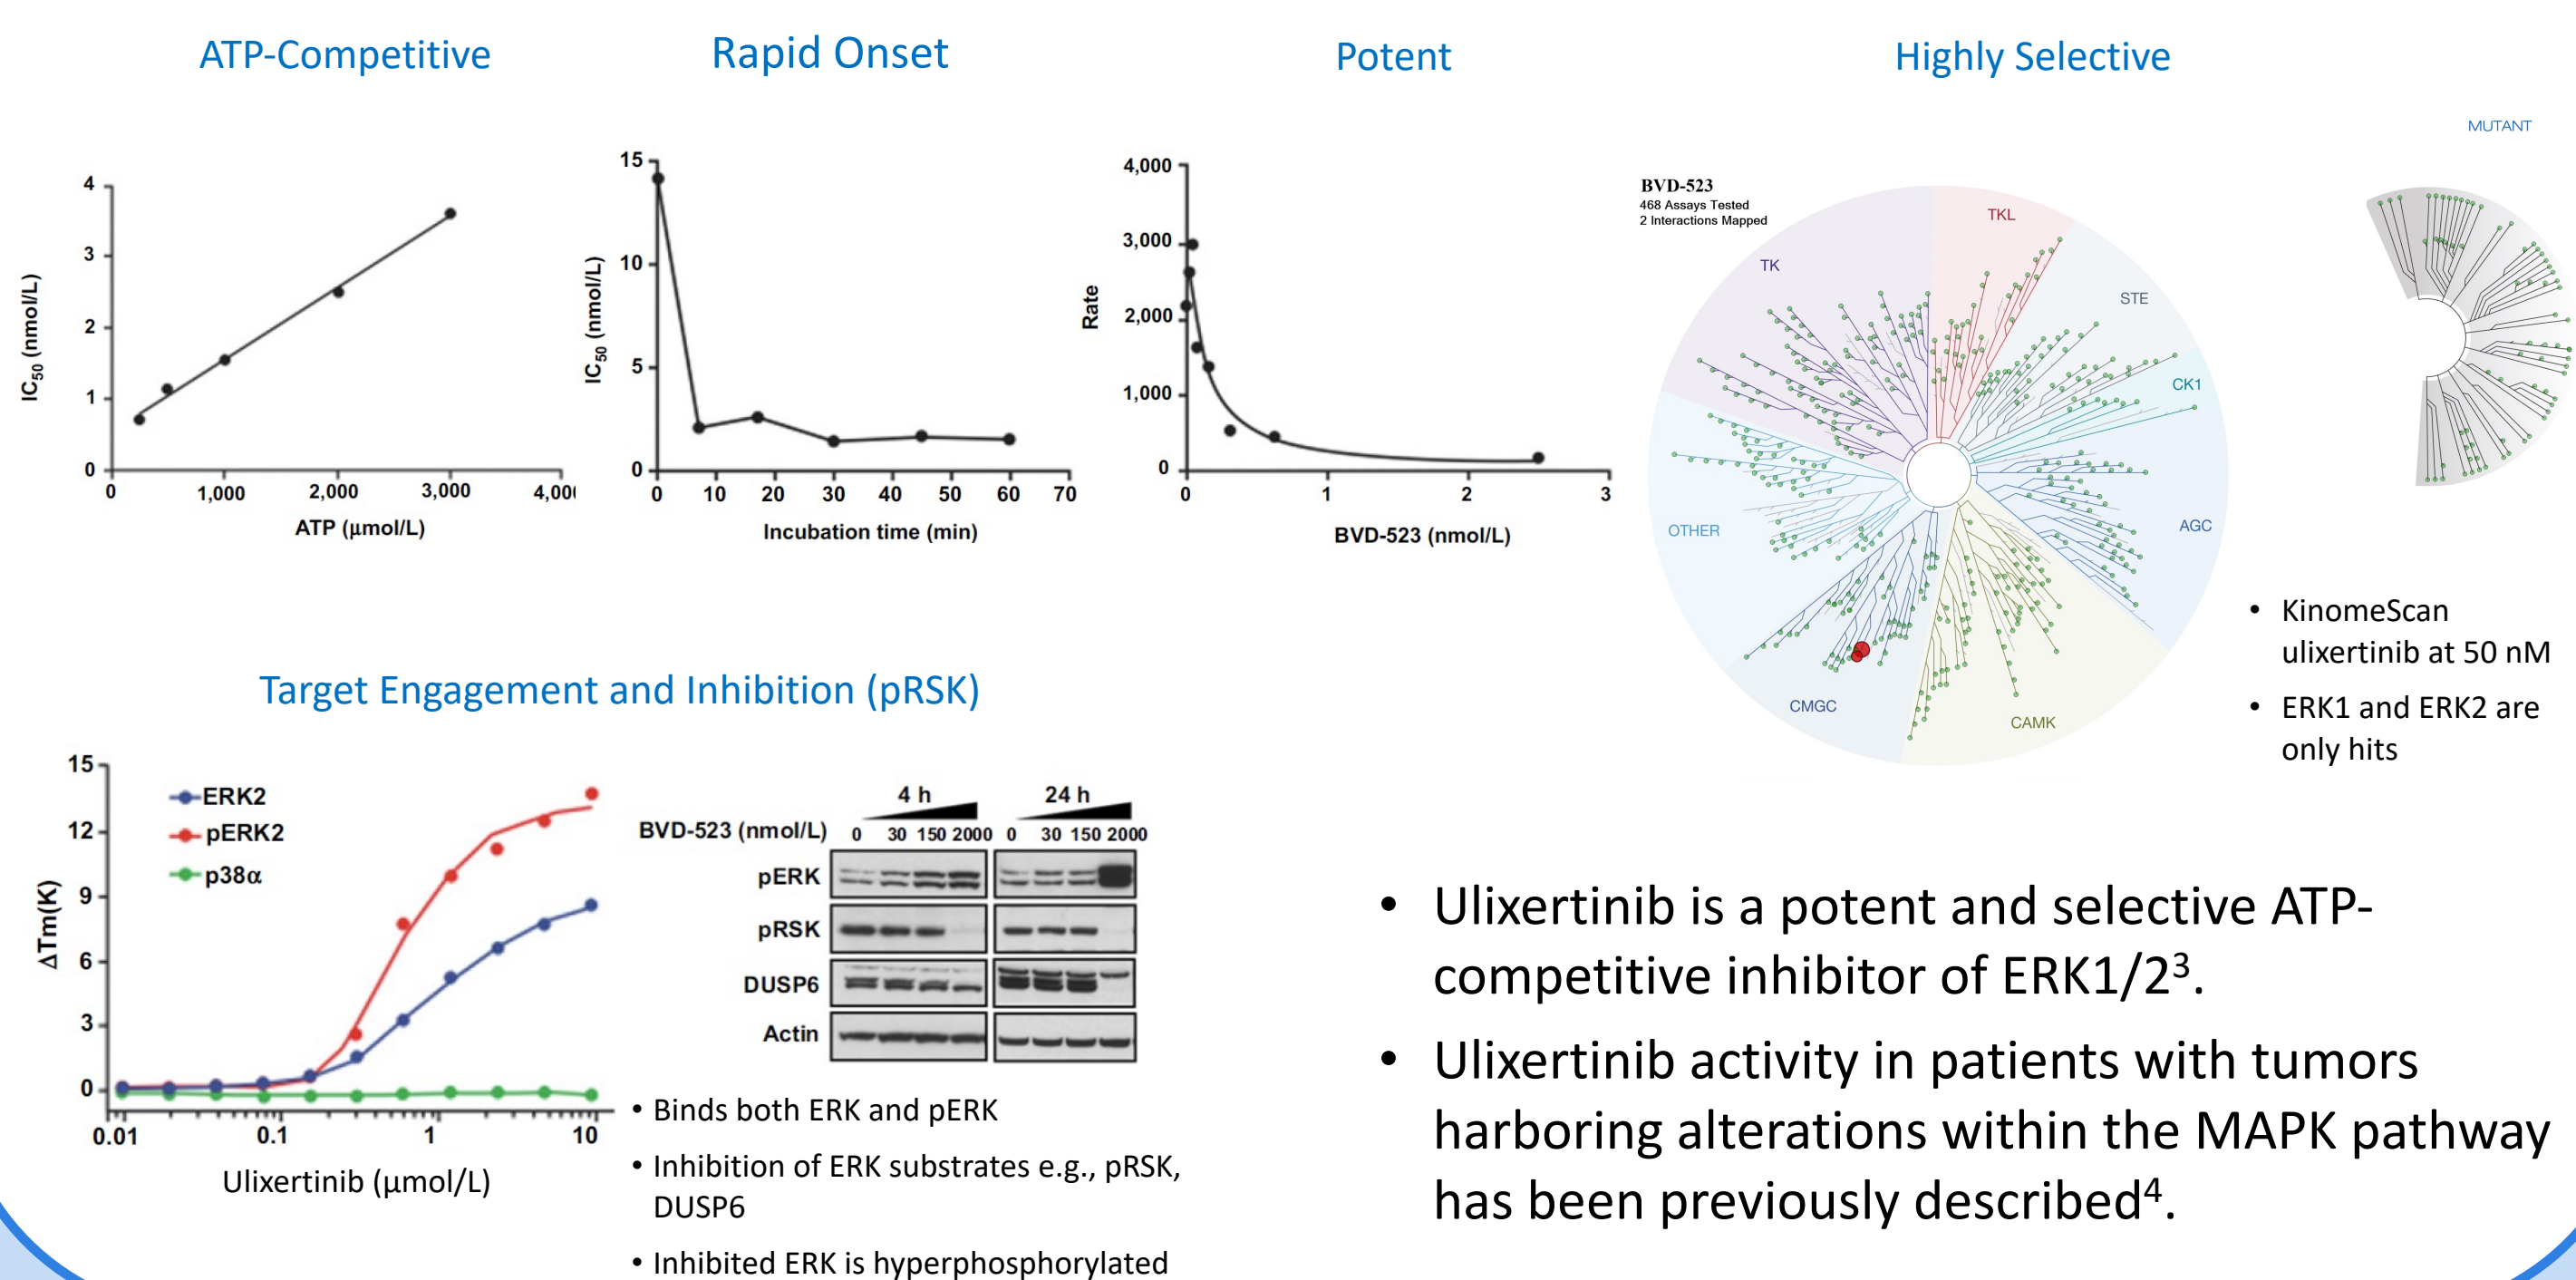 ATP-Competitive
IC50 (nmol/L)
4
3
2
1
0
0 1,000 2,000 3,000 4,00
ATP (µmol/L)
Rapid Onset
IC50 (nmol/L)
15
10
5
0
0 10 20 30 40 50 60 70
Incubation time (min)
Potent
Rate
4,000
3,000
2,000
1,000
0
0 1 2 3
BVD-523 (nmol/L)
Highly Selective
MUTANT
BVD-523
468 Assays Tested
2 Interactions Mapped
TKL
TK
STE
CK1
OTHER
AGC
CMGC
CAMK
• KinomeScan
ulixertinib at 50 nM
• ERK1 and ERK2 are
only hits
Target Engagement and Inhibition (pRSK)
ΔTm(K)
15
12
9
6
3
0
ERK2
pERK2
p38α
0.01 0.1 1 10
Ulixertinib (µmol/L)
4 h 24 h
BVD-523 (nmol/L) 0 30 150 2000 0 30 150 2000
pERK
pRSK
DUSP6
Actin
• Binds both ERK and pERK
• Inhibition of ERK substrates e.g., pRSK,
DUSP6
• Inhibited ERK is hyperphosphorylated
• Ulixertinib is a potent and selective ATP-
competitive inhibitor of ERK1/2³.
• Ulixertinib activity in patients with tumors
harboring alterations within the MAPK pathway
has been previously described⁴.